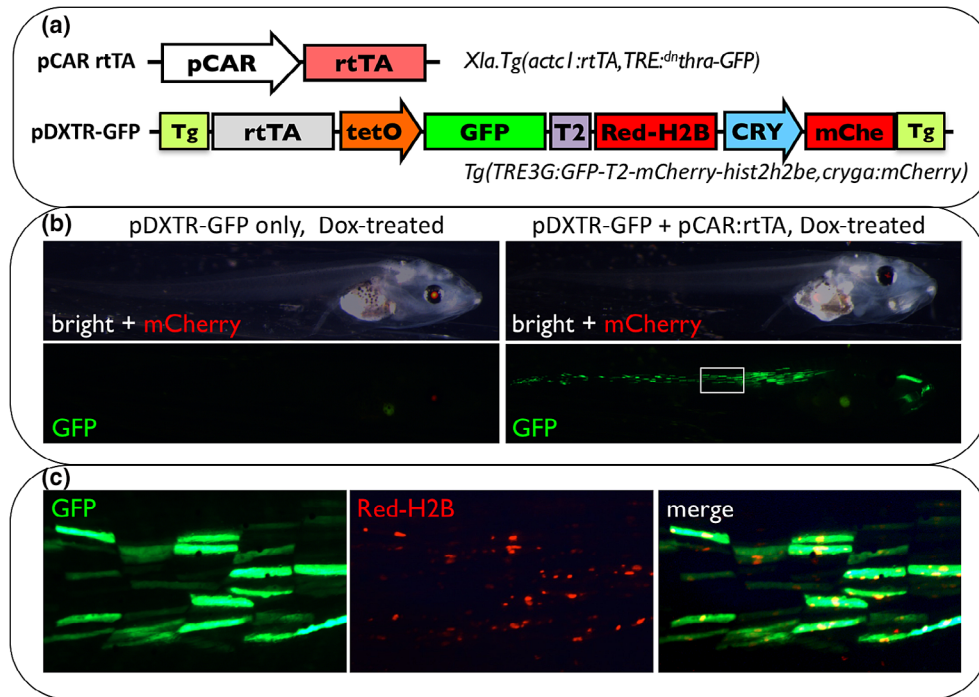 (a)
pCAR rtTA
pCAR
rtTA
Xla.Tg(actc1:rtTA,TRE:dnthra-GFP)
pDXTR-GFP
Tg
rtTA
tetO
GFP
T2
Red-H2B
CRY
mChe
Tg
Tg(TRE3G:GFP-T2-mCherry-hist2h2be,cryga:mCherry)
(b)
pDXTR-GFP only, Dox-treated
pDXTR-GFP + pCAR:rtTA, Dox-treated
bright + mCherry
bright + mCherry
GFP
GFP
(c)
GFP
Red-H2B
merge